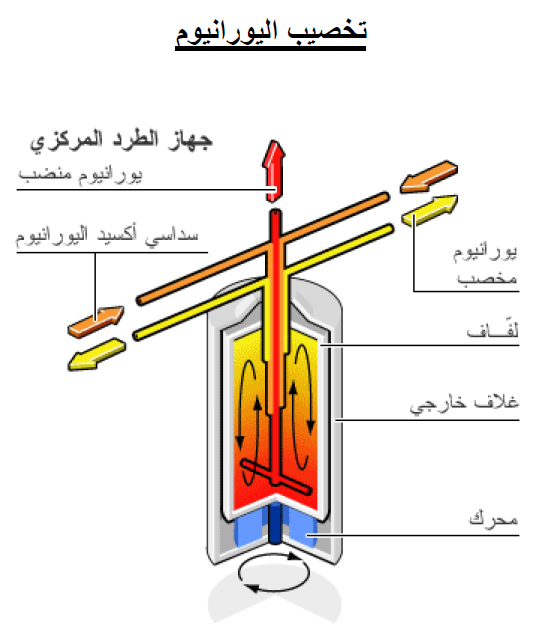 تخصيب اليورانيوم
جهاز الطرد المركزي
يورانيوم منضب
سداسي أكسيد اليورانيوم
يورانيوم
مخصب
لفّاف
غلاف خارجي
محرك